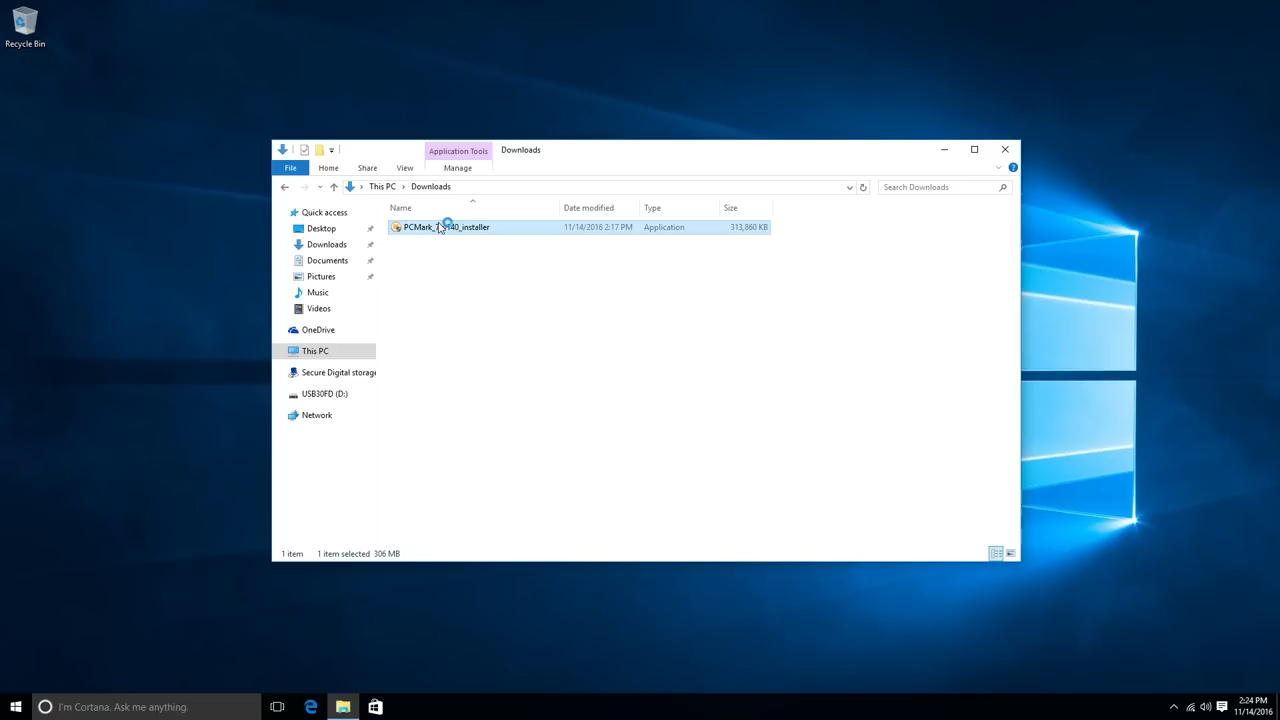 Recycle Bin
Application Tools
Downloads
File
Home
Share
View
Manage
This PC
Downloads
Search Downloads
Name
Date modified
Type
Size
Quick access
Desktop
Downloads
Documents
Pictures
Music
Videos
OneDrive
This PC
Secure Digital storage
USB30FD (D:)
Network
11/14/2016 2:17 PM
Application
313,860 KB
1 item
1 item selected
306 MB
I'm Cortana. Ask me anything.
2:24 PM
11/14/2016